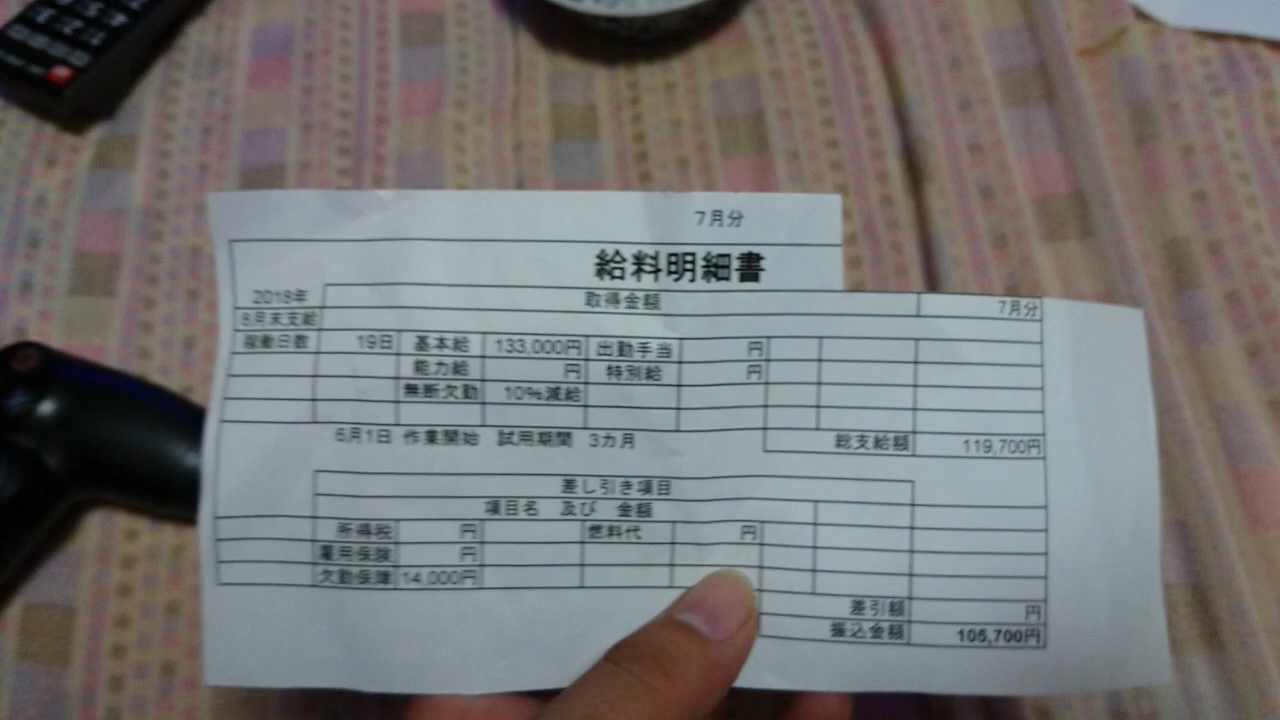 7月分
給料明細書
2018年 取得金額 7月分
8月末支給
稼働日数 19日 基本給 133,000円 出勤手当 円
能力給 円 特別給 円
無断欠勤 10%減給
6月1日 作業開始 試用期間 3カ月 総支給額 119,700円
差し引き項目
項目名 及び 金額
所得税 円 燃料代 円
雇用保険 円
欠勤保障 14,000円
差引額 円
振込金額 105,700円